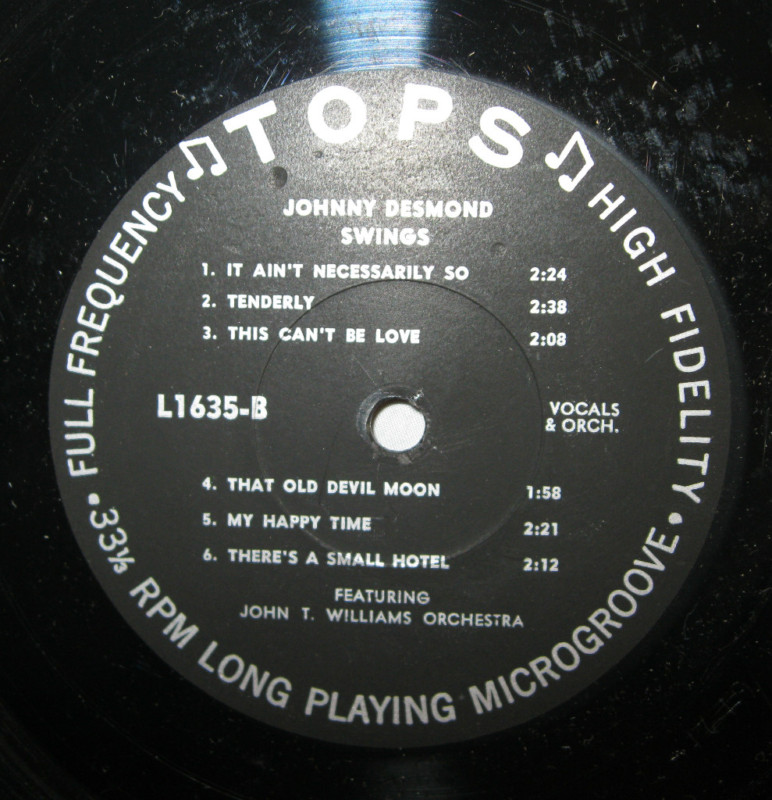 TOPS
FULL FREQUENCY
HIGH FIDELITY
JOHNNY DESMOND
SWINGS
1. IT AIN'T NECESSARILY SO 2:24
2. TENDERLY 2:38
3. THIS CAN'T BE LOVE 2:08
L1635-B
VOCALS
& ORCH.
4. THAT OLD DEVIL MOON 1:58
5. MY HAPPY TIME 2:21
6. THERE'S A SMALL HOTEL 2:12
FEATURING
JOHN T. WILLIAMS ORCHESTRA
• 33⅓ RPM LONG PLAYING MICROGROOVE •